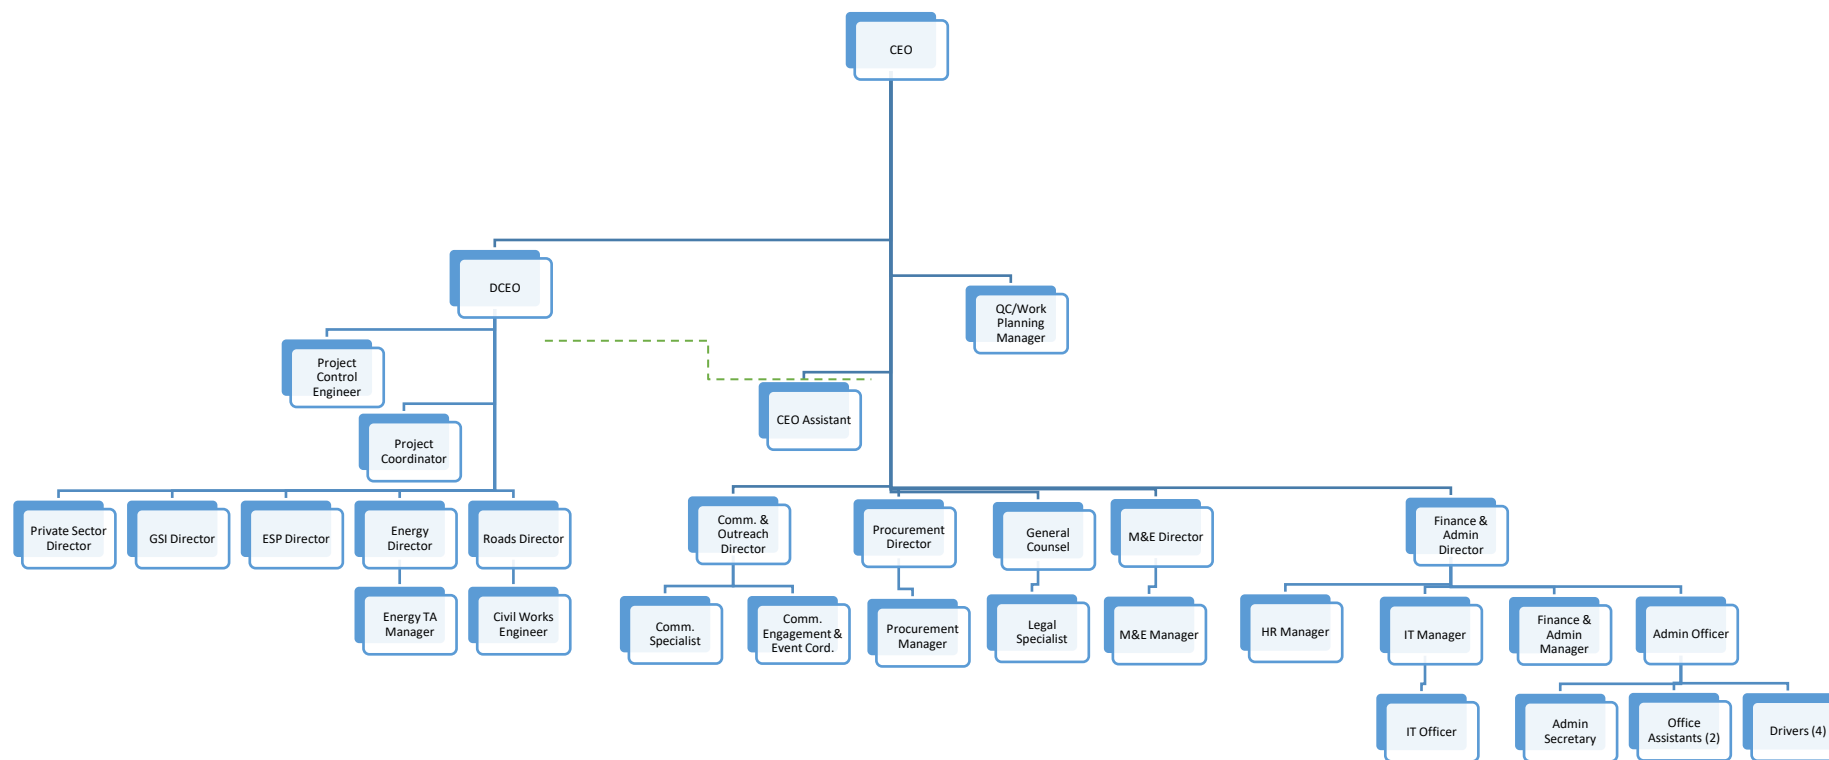 CEO
DCEO
QC/Work
Planning
Manager
Project
Control
Engineer
CEO Assistant
Project
Coordinator
Private Sector
Director
GSI Director
ESP Director
Energy
Director
Roads Director
Comm. &
Outreach
Director
Procurement
Director
General
Counsel
M&E Director
Finance &
Admin
Director
Energy TA
Manager
Civil Works
Engineer
Comm.
Specialist
Comm.
Engagement &
Event Cord.
Procurement
Manager
Legal
Specialist
M&E Manager
HR Manager
IT Manager
Finance &
Admin
Manager
Admin Officer
IT Officer
Admin
Secretary
Office
Assistants (2)
Drivers (4)